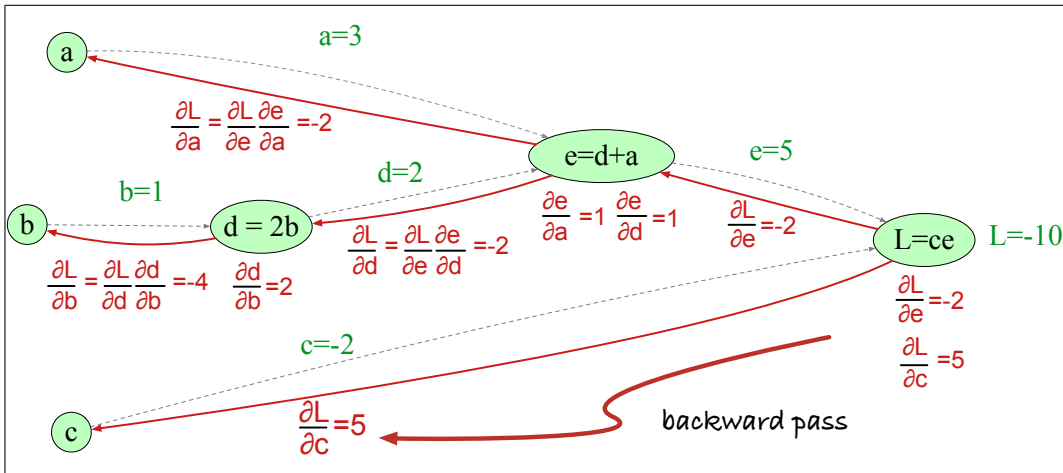 a=3
a
∂L/∂a = ∂L/∂e ∂e/∂a =-2
e=d+a
e=5
d=2
b=1
b
d = 2b
∂e/∂a =1 ∂e/∂d =1
∂L/∂e =-2
L=ce
L=-10
∂L/∂d = ∂L/∂e ∂e/∂d =-2
∂L/∂b = ∂L/∂d ∂d/∂b =-4
∂d/∂b =2
∂L/∂e =-2
∂L/∂c =5
c=-2
c
∂L/∂c =5
backward pass